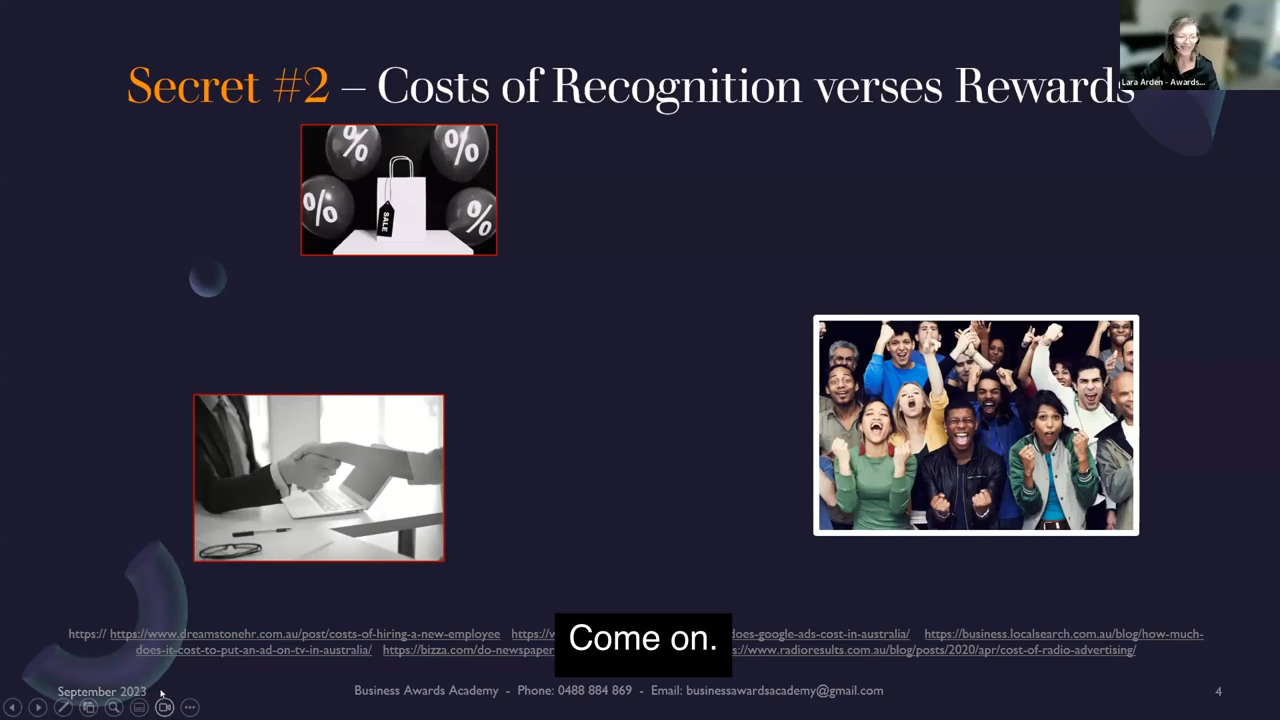 Secret #2 – Costs of Recognition verses Rewards
Lara Arden - Awards...
% %
% %
SALE
https:// https://www.dreamstonehr.com.au/post/costs-of-hiring-a-new-employee does-google-ads-cost-in-australia/ https://business.localsearch.com.au/blog/how-much-
does-it-cost-to-put-an-ad-on-tv-in-australia/ https://bizza.com/do-newspaper www.radioresults.com.au/blog/posts/2020/apr/cost-of-radio-advertising/
Come on.
September 2023 Business Awards Academy - Phone: 0488 884 869 - Email: businessawardsacademy@gmail.com 4